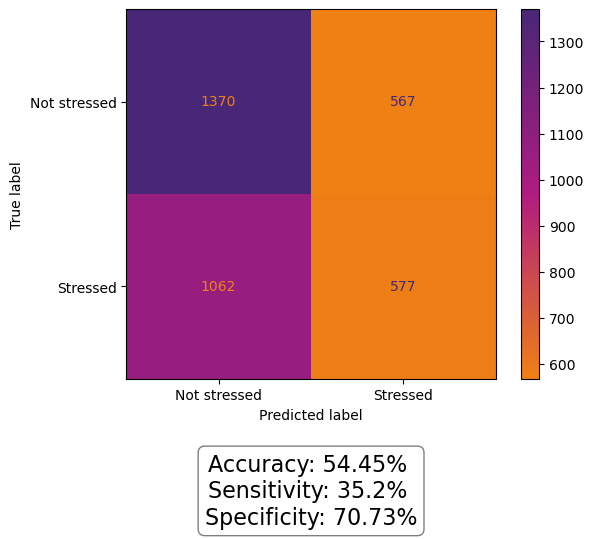 1300
1370
567
Not stressed
1200
1100
True label
1000
900
Stressed
1062
577
800
700
600
Not stressed
Stressed
Predicted label
Accuracy: 54.45%
Sensitivity: 35.2%
Specificity: 70.73%